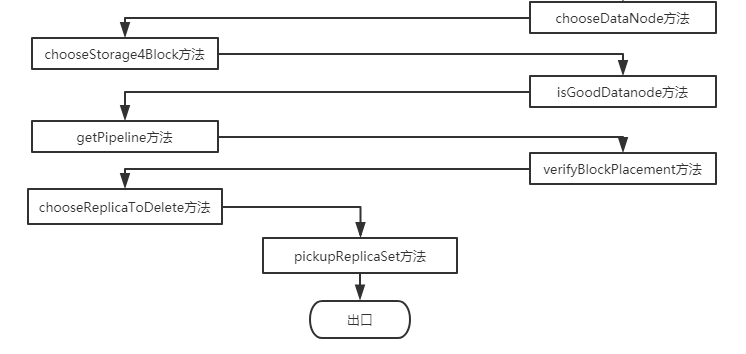 chooseDataNode方法
chooseStorage4Block方法
isGoodDatanode方法
getPipeline方法
verifyBlockPlacement方法
chooseReplicaToDelete方法
pickupReplicaSet方法
出口